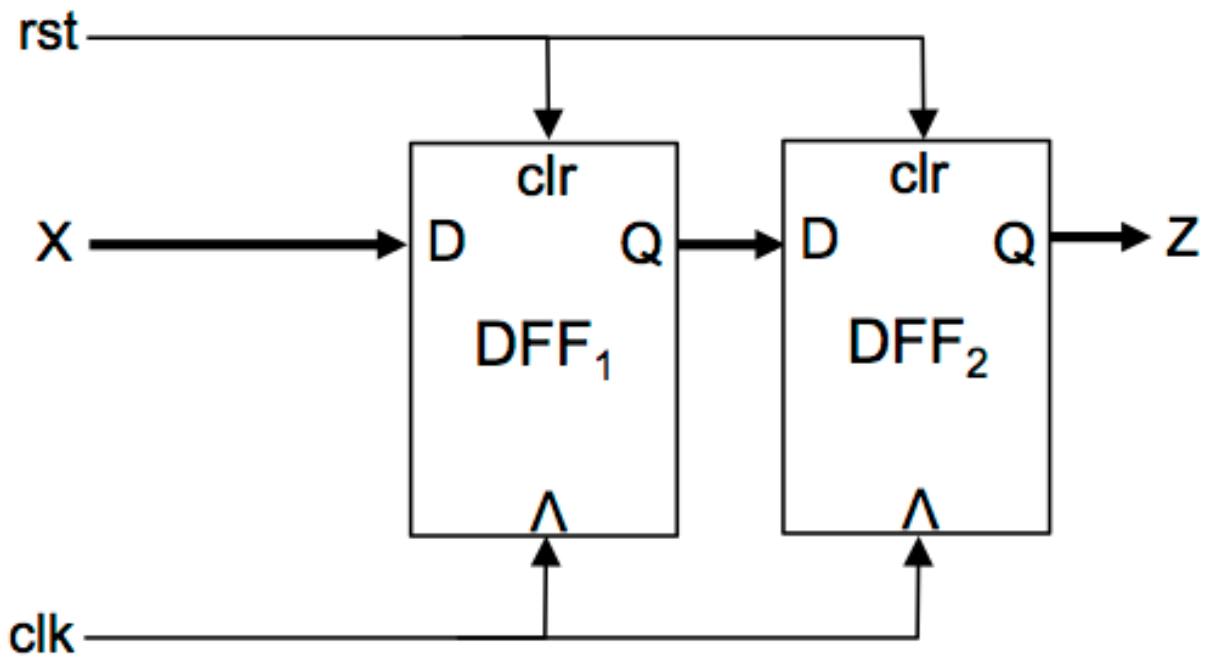 rst
clr clr
X D Q D Q Z
DFF₁ DFF₂
Λ Λ
clk